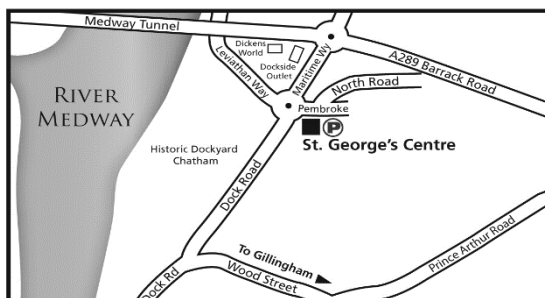 Medway Tunnel
Dickens
World
Dockside
Outlet
Leviathan Way
Maritime Wy
A289 Barrack Road
North Road
Pembroke
P
St. George's Centre
RIVER
MEDWAY
Historic Dockyard
Chatham
Dock Road
To Gillingham
Wood Street
Prince Arthur Road
Dock Rd